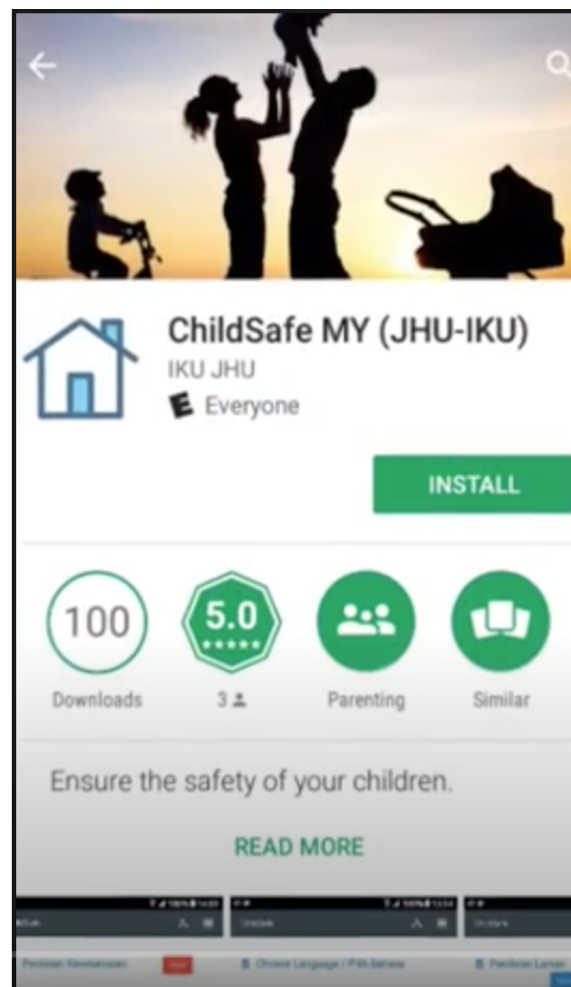 ChildSafe MY (JHU-IKU)
IKU JHU
E Everyone
INSTALL
100
5.0
Downloads
3
Parenting
Similar
Ensure the safety of your children.
READ MORE
Choose Language / Pilih Bahasa